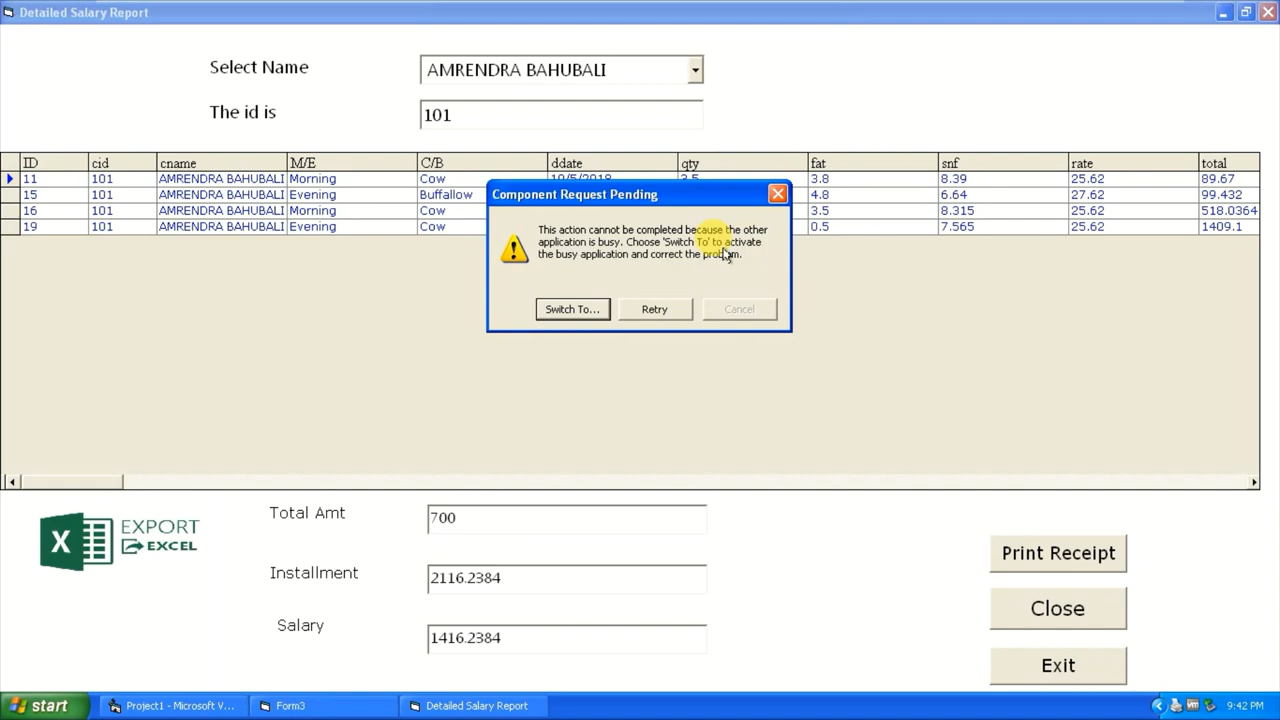 Detailed Salary Report
Select Name
AMRENDRA BAHUBALI
The id is
101
ID cid cname M/E C/B ddate qty fat snf rate total
11 101 AMRENDRA BAHUBALI Morning Cow 10/5/2018 3.5 3.8 8.39 25.62 89.67
15 101 AMRENDRA BAHUBALI Evening Buffallow 4.8 6.64 27.62 99.432
16 101 AMRENDRA BAHUBALI Morning Cow 3.5 8.315 25.62 518.0364
19 101 AMRENDRA BAHUBALI Evening Cow 0.5 7.565 25.62 1409.1
Component Request Pending
This action cannot be completed because the other
application is busy. Choose 'Switch To' to activate
the busy application and correct the problem.
Switch To... Retry Cancel
X EXPORT
EXCEL
Total Amt 700
Installment 2116.2384
Salary 1416.2384
Print Receipt
Close
Exit
start Project1 - Microsoft V... Form3 Detailed Salary Report 9:42 PM